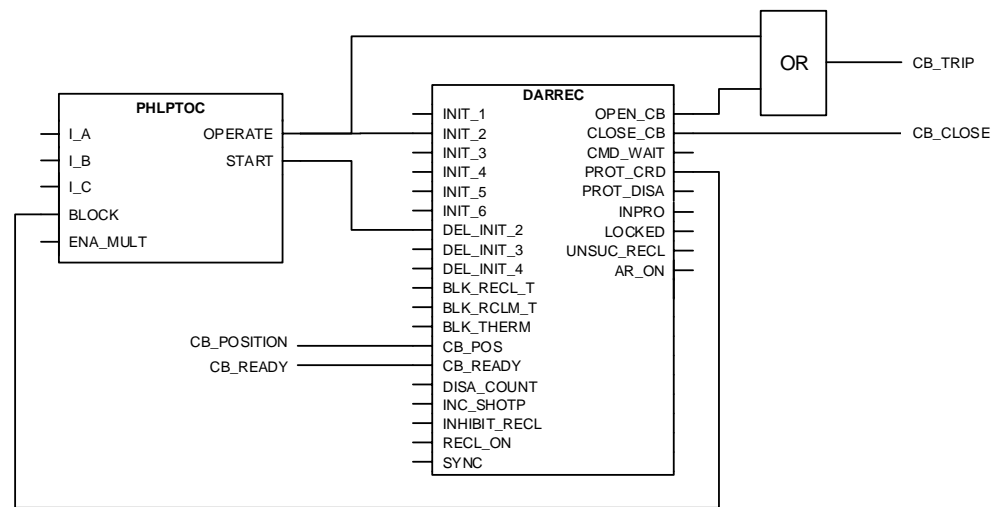 OR
CB_TRIP
PHLPTOC
I_A
I_B
I_C
BLOCK
ENA_MULT
OPERATE
START
DARREC
INIT_1
INIT_2
INIT_3
INIT_4
INIT_5
INIT_6
DEL_INIT_2
DEL_INIT_3
DEL_INIT_4
BLK_RECL_T
BLK_RCLM_T
BLK_THERM
CB_POS
CB_READY
DISA_COUNT
INC_SHOTP
INHIBIT_RECL
RECL_ON
SYNC
OPEN_CB
CLOSE_CB
CMD_WAIT
PROT_CRD
PROT_DISA
INPRO
LOCKED
UNSUC_RECL
AR_ON
CB_CLOSE
CB_POSITION
CB_READY